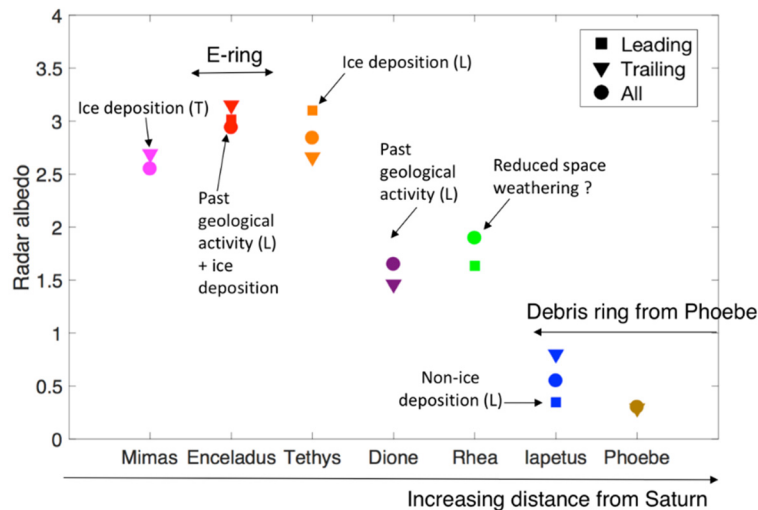 4
3.5
3
2.5
2
1.5
1
0.5
0
Radar albedo
E-ring
Leading
Trailing
All
Ice deposition (T)
Ice deposition (L)
Past
geological
activity (L)
+ ice
deposition
Past
geological
activity (L)
Reduced space
weathering ?
Debris ring from Phoebe
Non-ice
deposition (L)
Mimas Enceladus Tethys Dione Rhea Iapetus Phoebe
Increasing distance from Saturn